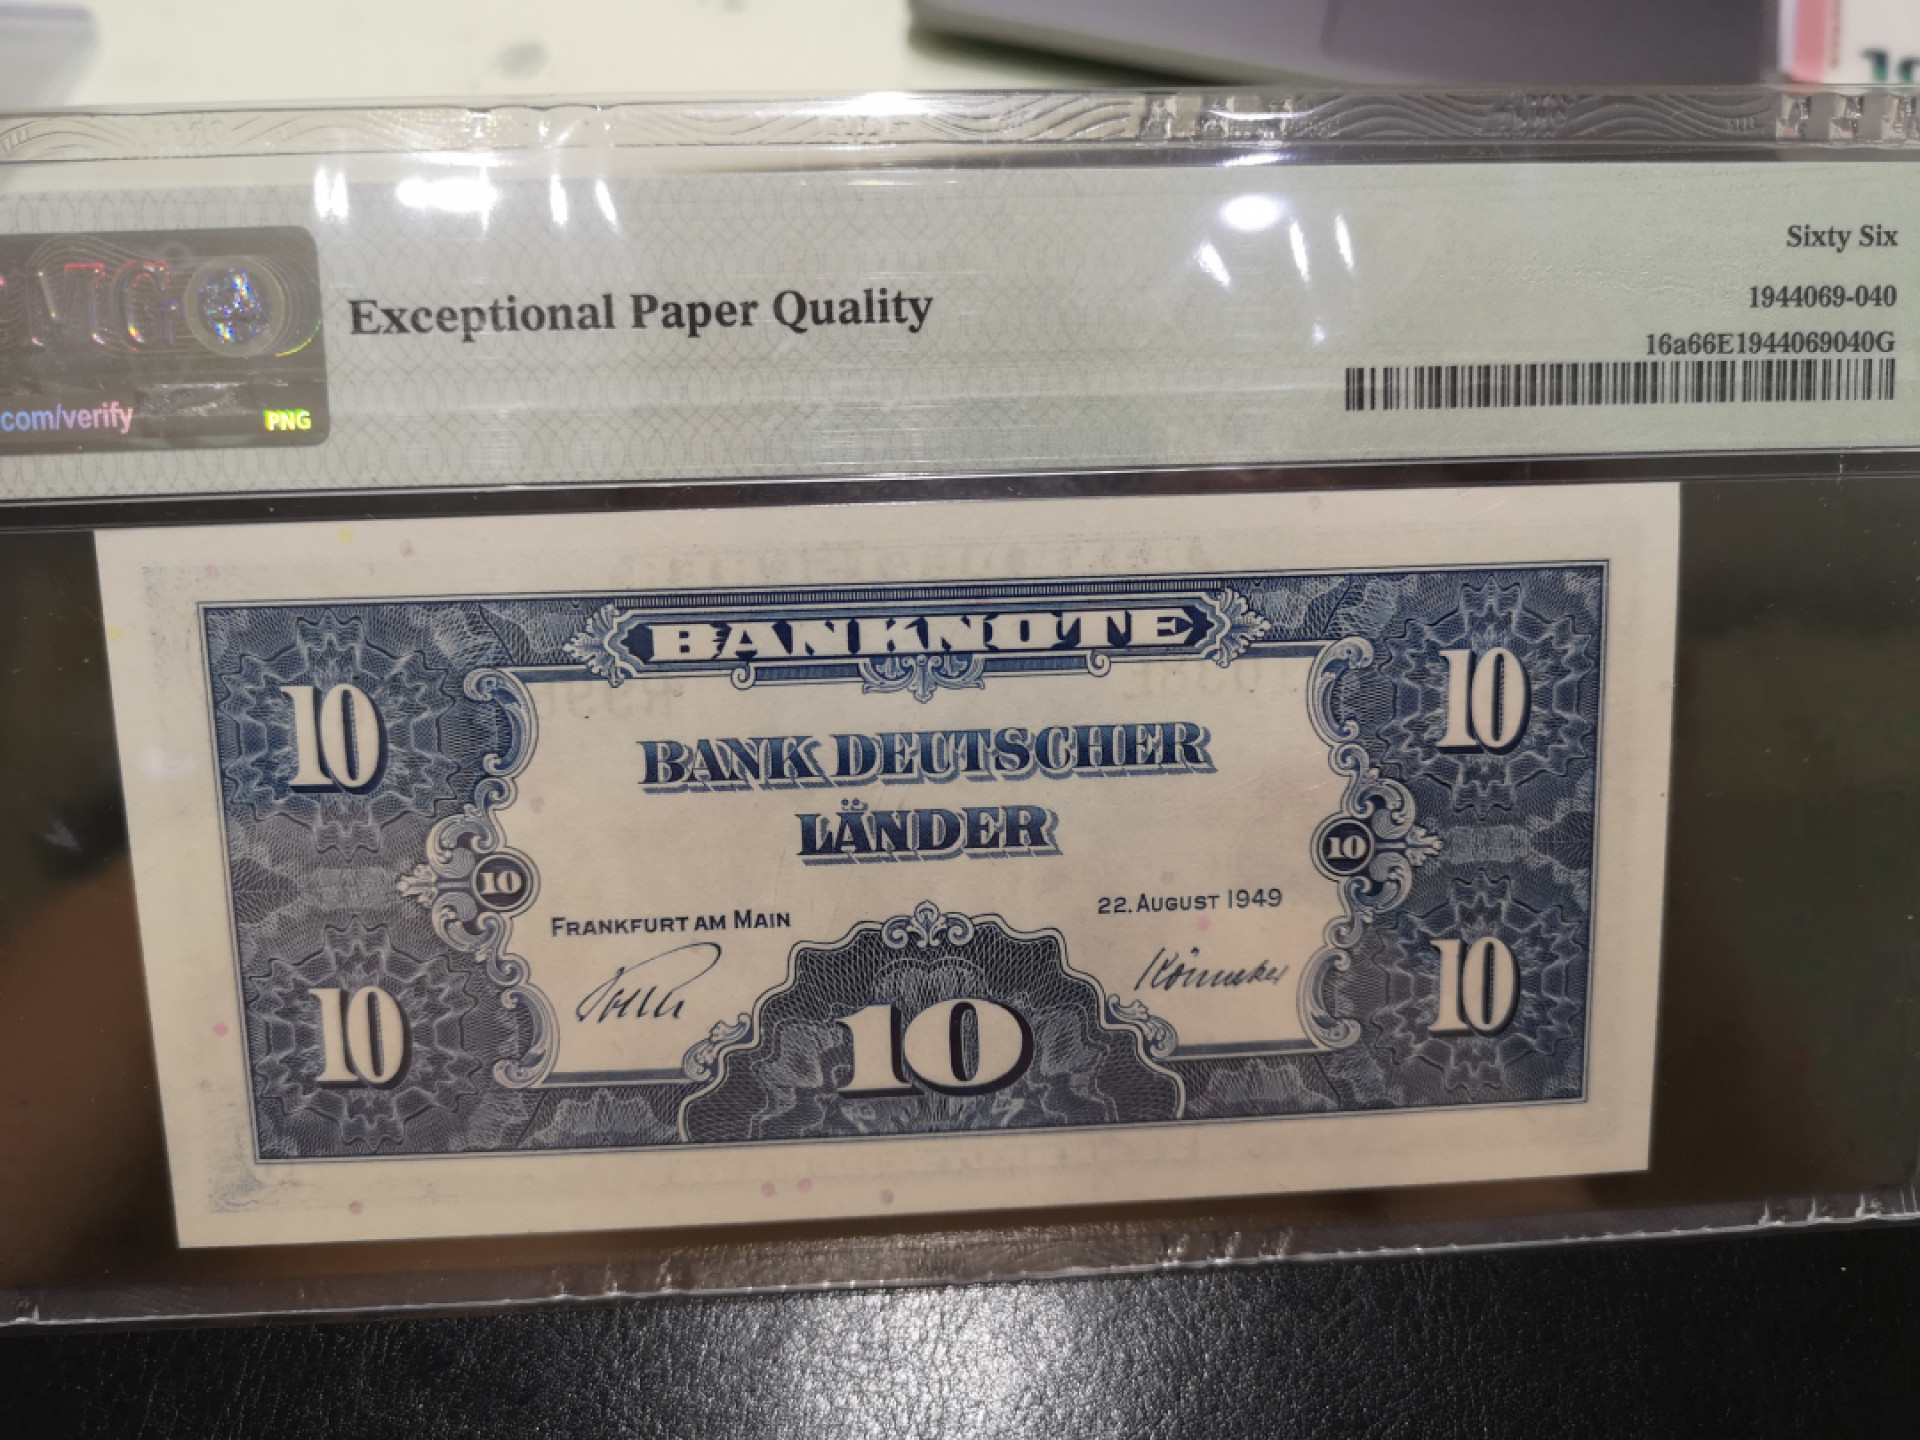 Sixty Six
1944069-040
16a66E1944069040G
PMG
Exceptional Paper Quality
.com/verify
PNG
BANKNOTE
10
10
BANK DEUTSCHER
LÄNDER
10
10
FRANKFURT AM MAIN
22. AUGUST 1949
10
10
10